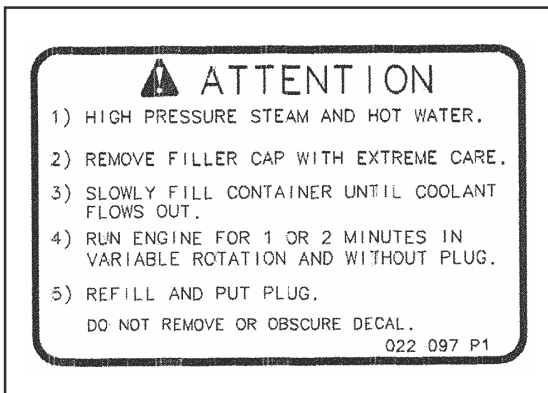 ATTENTION
1) HIGH PRESSURE STEAM AND HOT WATER.
2) REMOVE FILLER CAP WITH EXTREME CARE.
3) SLOWLY FILL CONTAINER UNTIL COOLANT
FLOWS OUT.
4) RUN ENGINE FOR 1 OR 2 MINUTES IN
VARIABLE ROTATION AND WITHOUT PLUG.
5) REFILL AND PUT PLUG.
DO NOT REMOVE OR OBSCURE DECAL.
022 097 P1